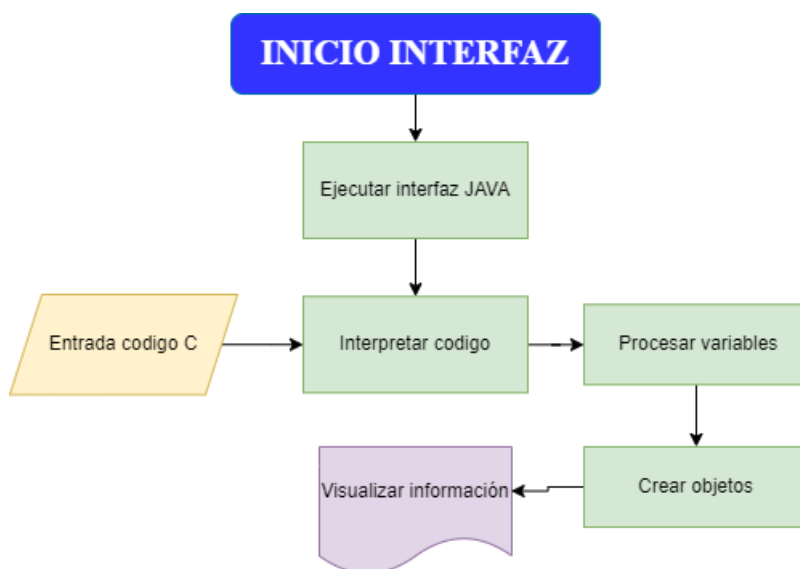 INICIO INTERFAZ
Ejecutar interfaz JAVA
Entrada codigo C
Interpretar codigo
Procesar variables
Visualizar información
Crear objetos